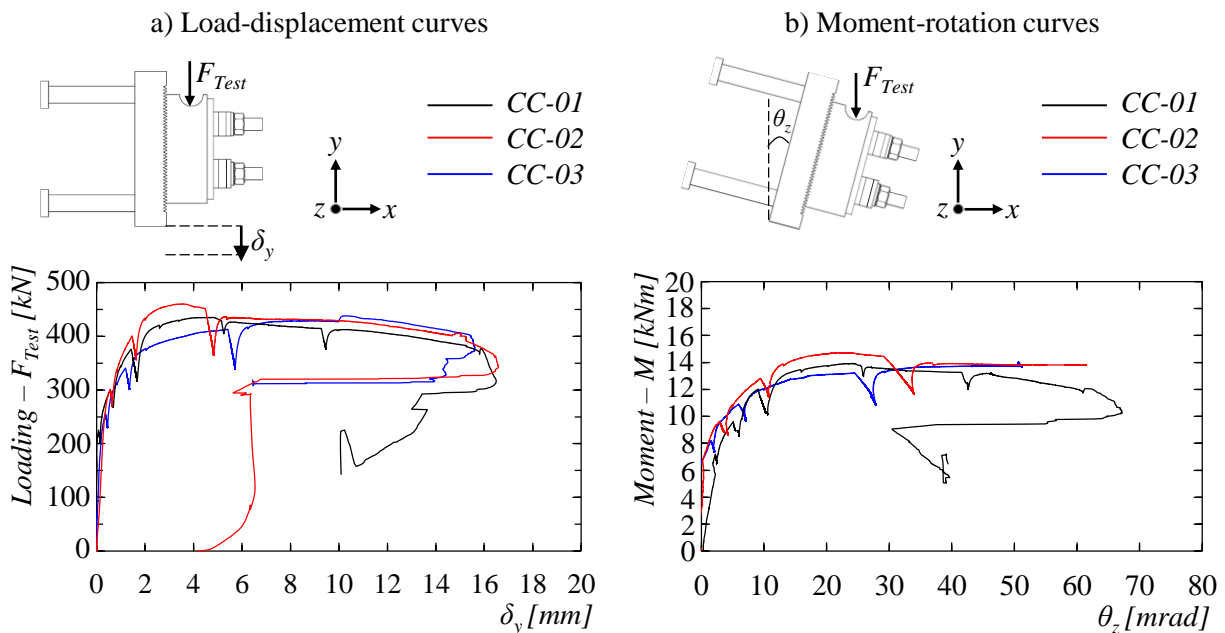 a) Load-displacement curves
F_Test
CC-01
CC-02
CC-03
y
z
x
δ_y
Loading – F_Test [kN]
500
400
300
200
100
0
0 2 4 6 8 10 12 14 16 18 20
δ_y [mm]
b) Moment-rotation curves
F_Test
θ_z
CC-01
CC-02
CC-03
y
z
x
Moment – M [kNm]
20
18
16
14
12
10
8
6
4
2
0
0 10 20 30 40 50 60 70 80
θ_z [mrad]